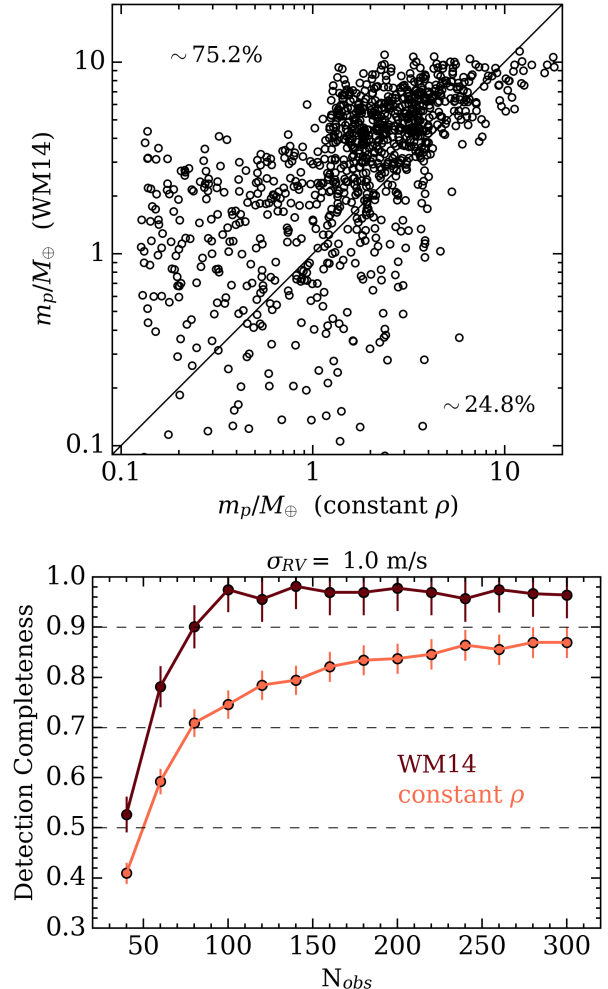 10
1
0.1
m_p/M_⊕ (WM14)
~75.2%
~24.8%
0.1 1 10
m_p/M_⊕ (constant ρ)
σ_RV = 1.0 m/s
1.0
0.9
0.8
0.7
0.6
0.5
0.4
0.3
Detection Completeness
WM14
constant ρ
50 100 150 200 250 300
N_obs